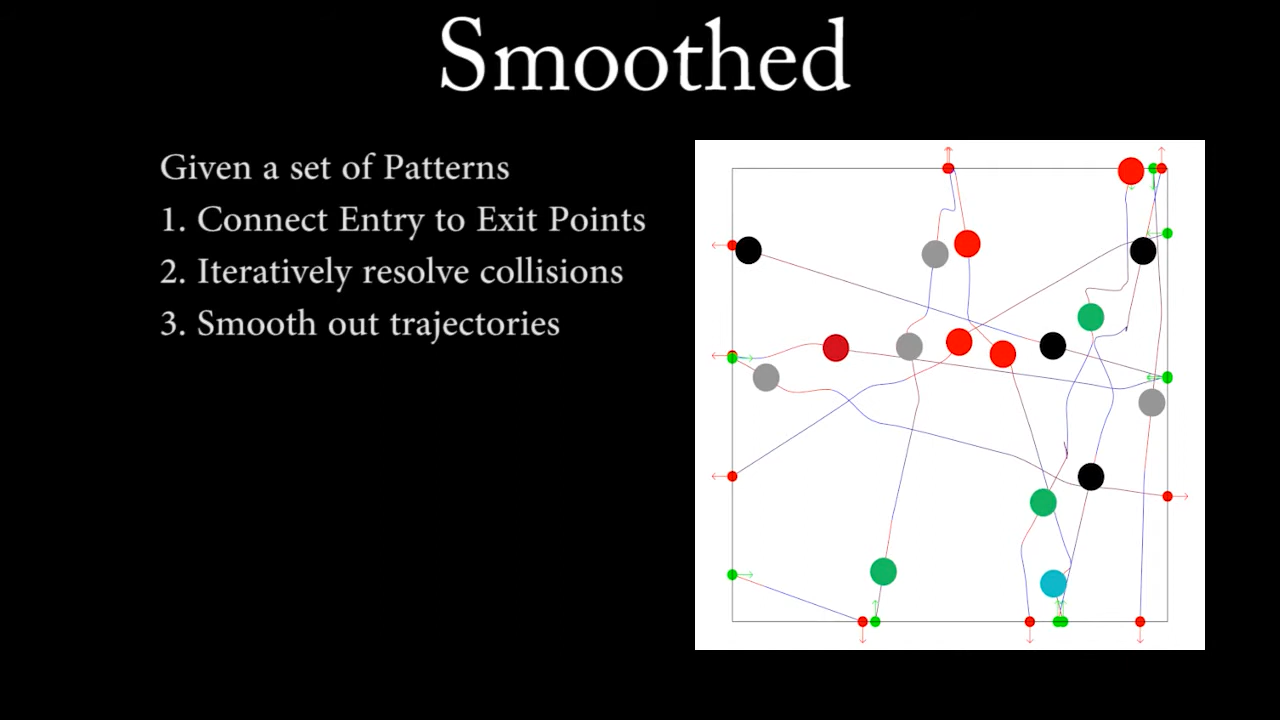 Smoothed
Given a set of Patterns
1. Connect Entry to Exit Points
2. Iteratively resolve collisions
3. Smooth out trajectories